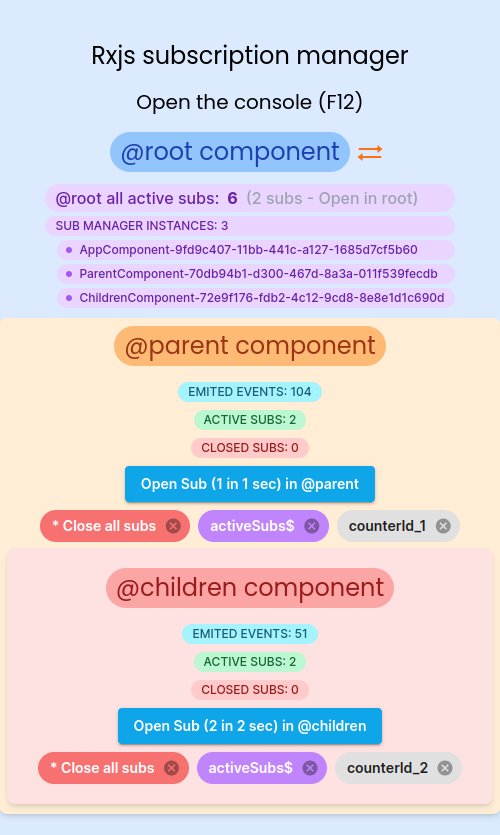 Rxjs subscription manager
Open the console (F12)
@root component
@root all active subs: 6 (2 subs - Open in root)
SUB MANAGER INSTANCES: 3
AppComponent-9fd9c407-11bb-441c-a127-1685d7cf5b60
ParentComponent-70db94b1-d300-467d-8a3a-011f539fecdb
ChildrenComponent-72e9f176-fdb2-4c12-9cd8-8e8e1d1c690d
@parent component
EMITED EVENTS: 104
ACTIVE SUBS: 2
CLOSED SUBS: 0
Open Sub (1 in 1 sec) in @parent
* Close all subs activeSubs$ counterId_1
@children component
EMITED EVENTS: 51
ACTIVE SUBS: 2
CLOSED SUBS: 0
Open Sub (2 in 2 sec) in @children
* Close all subs activeSubs$ counterId_2